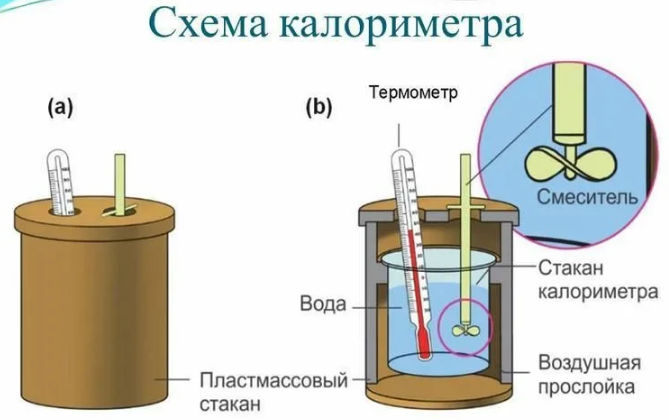 Схема калориметра
(a)
(b)
Термометр
Смеситель
Стакан
калориметра
Вода
Воздушная
прослойка
Пластмассовый
стакан